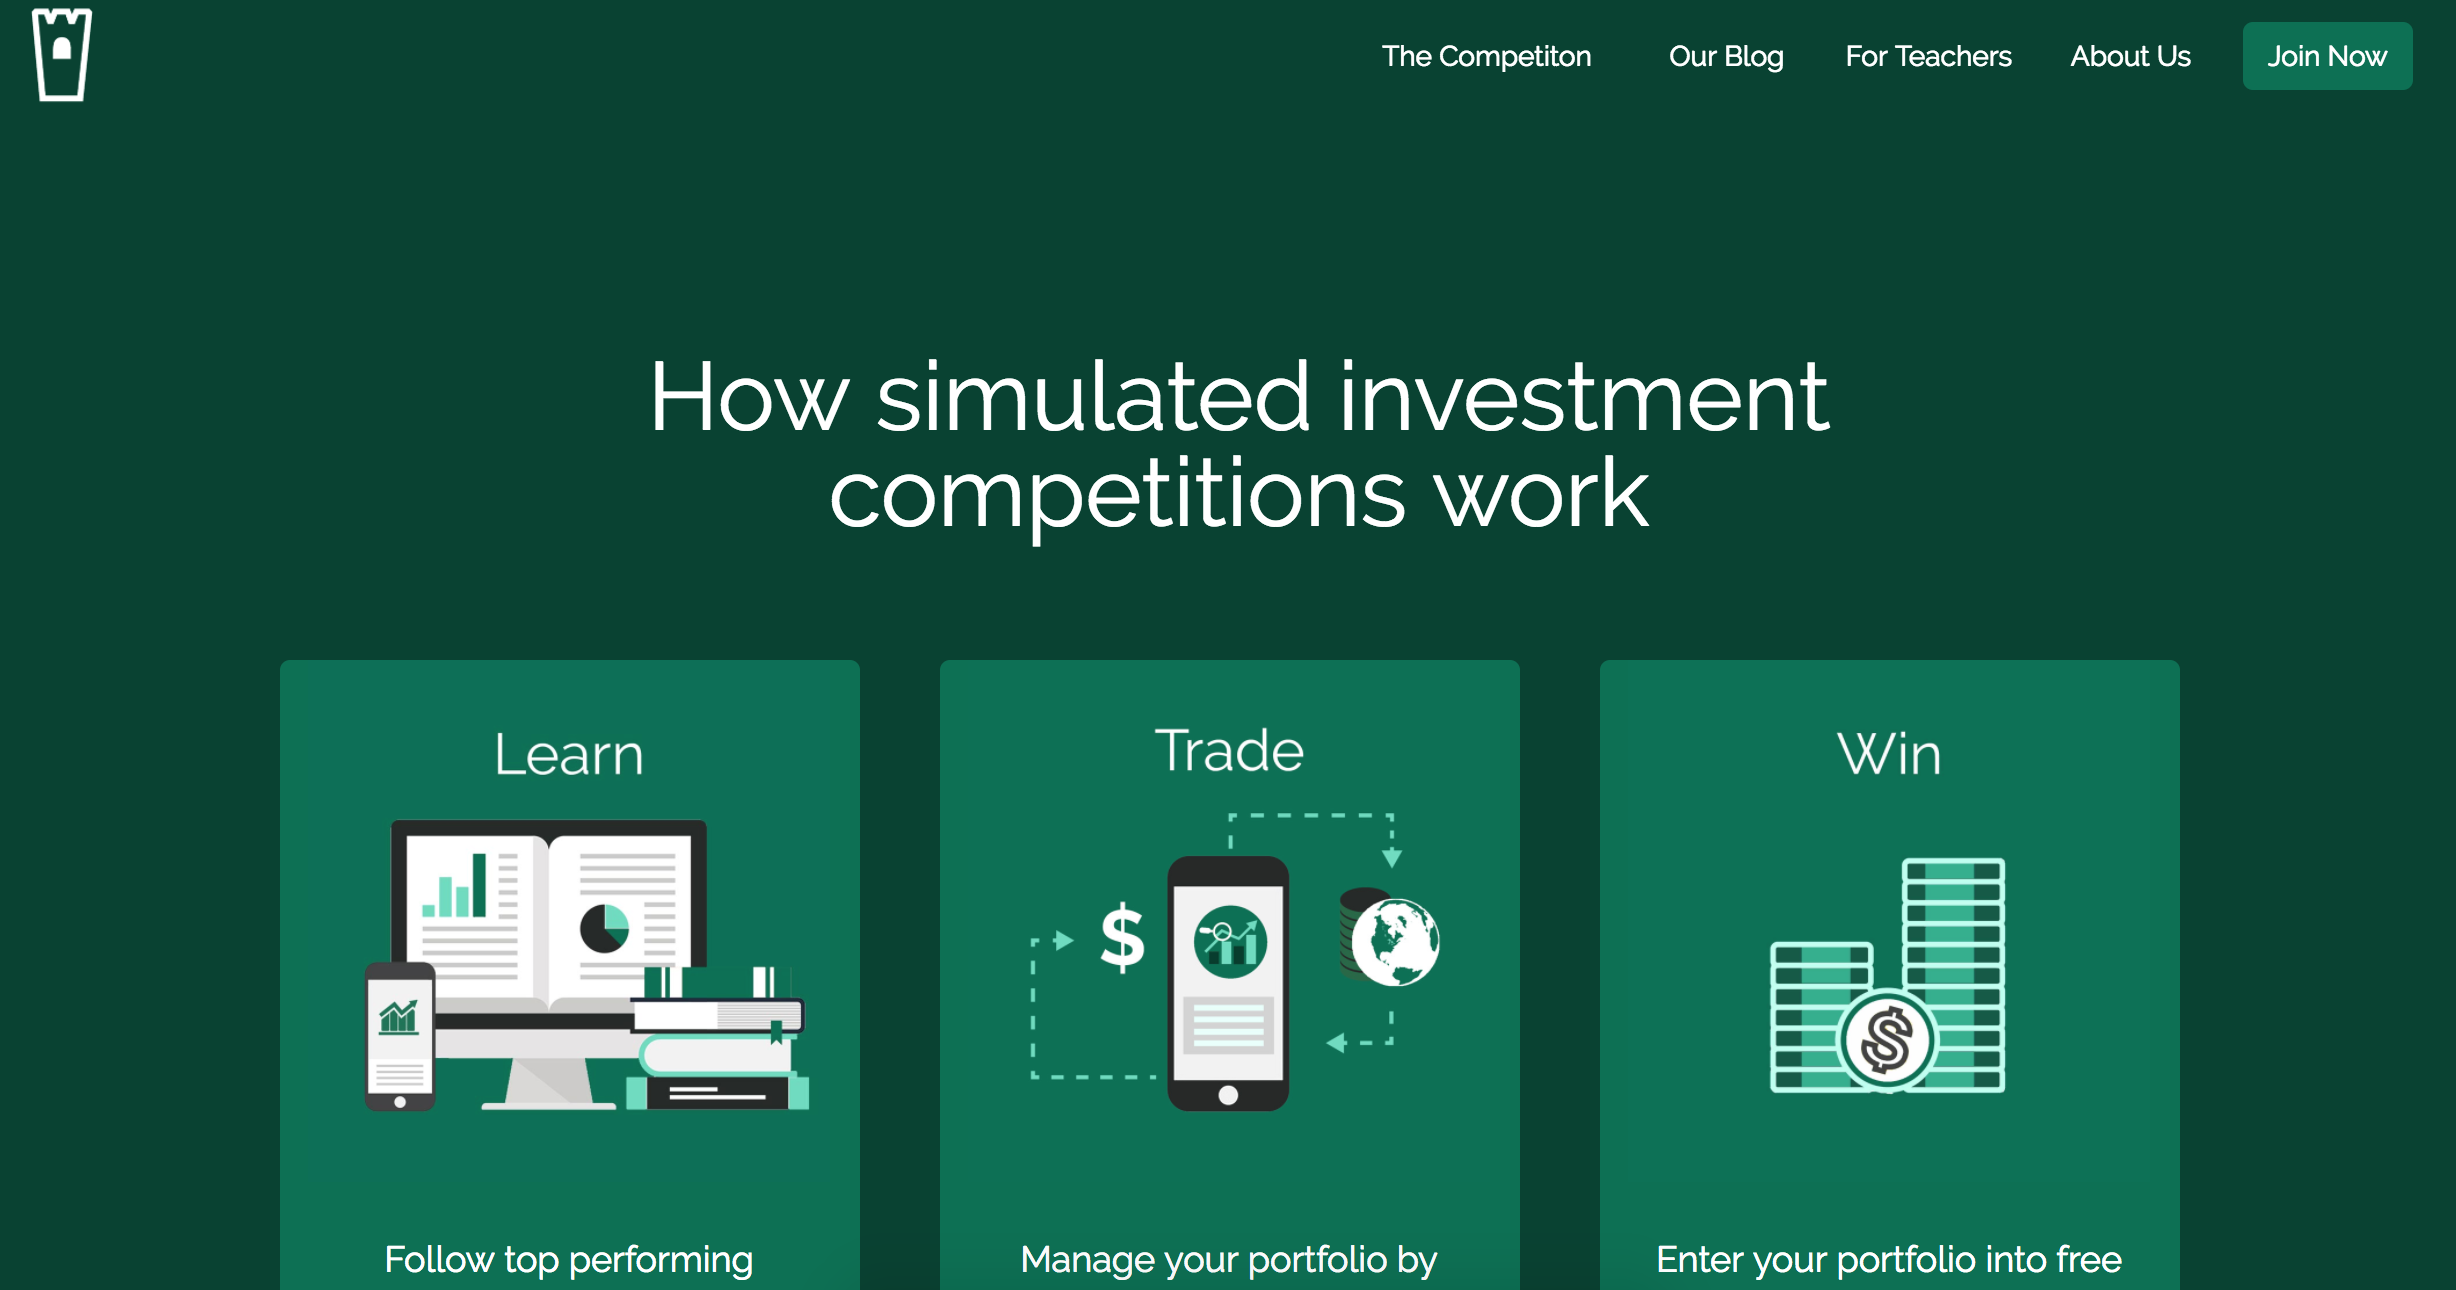 The Competiton
Our Blog
For Teachers
About Us
Join Now
How simulated investment
competitions work
Learn
Trade
Win
$
$
Follow top performing
Manage your portfolio by
Enter your portfolio into free